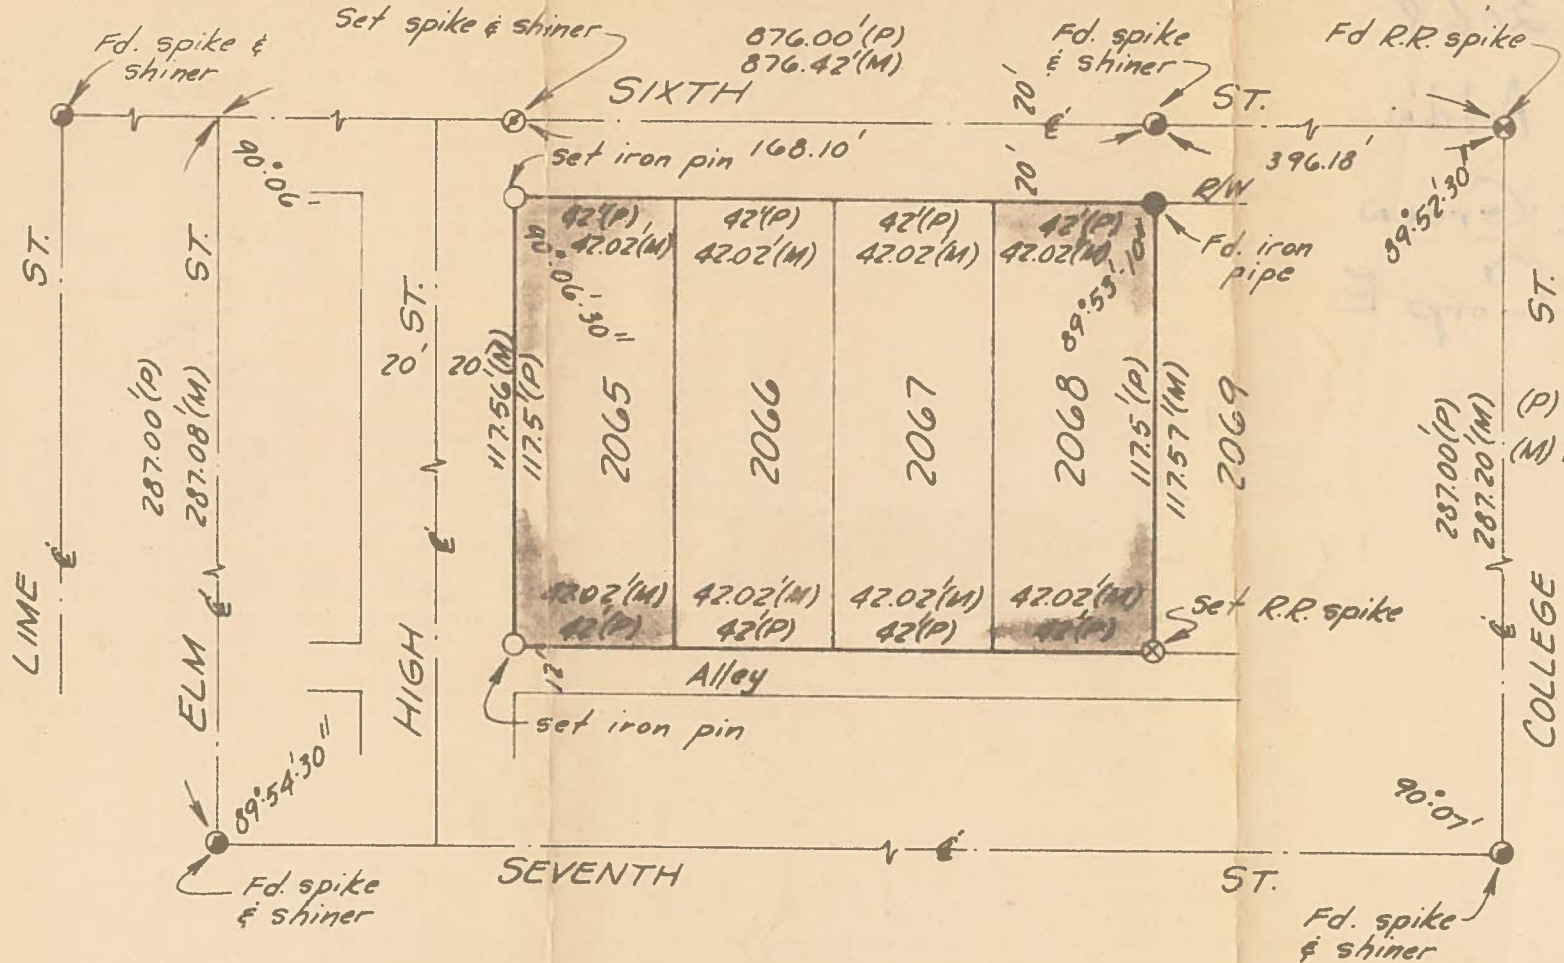 Fd. spike &
shiner
Set spike & shiner
876.00'(P)
876.42'(M)
Fd. spike
& shiner
Fd R.R. spike
SIXTH
ST.
20'
20'
℄
set iron pin
168.10'
396.18'
R/W
90°06'
89°52'30"
42'(P)
42.02'(M)
42'(P)
42.02'(M)
42'(P)
42.02'(M)
42'(P)
42.02'(M)
Fd. iron
pipe
90°06'30"
89°53'10"
LIME
ST.
℄
ELM
ST.
℄
287.00'(P)
287.08'(M)
HIGH
ST.
℄
20'
20'
117.56'(M)
117.5'(P)
2065
2066
2067
2068
117.5'(P)
117.57'(M)
2069
287.00'(P)
287.20'(M)
(P)
(M)
COLLEGE
ST.
℄
42.02'(M)
42'(P)
42.02'(M)
42'(P)
42.02'(M)
42'(P)
42.02'(M)
42'(P)
Set R.R. spike
12'
Alley
set iron pin
89°54'30"
90°07'
SEVENTH
℄
ST.
Fd. spike
& shiner
Fd. spike
& shiner